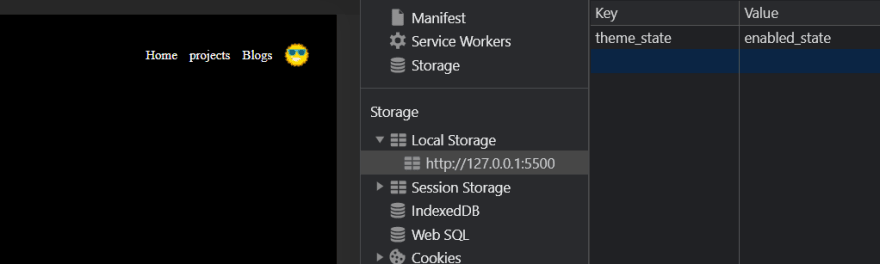 Home projects Blogs
Manifest
Service Workers
Storage
Storage
Local Storage
http://127.0.0.1:5500
Session Storage
IndexedDB
Web SQL
Cookies
Key Value
theme_state enabled_state